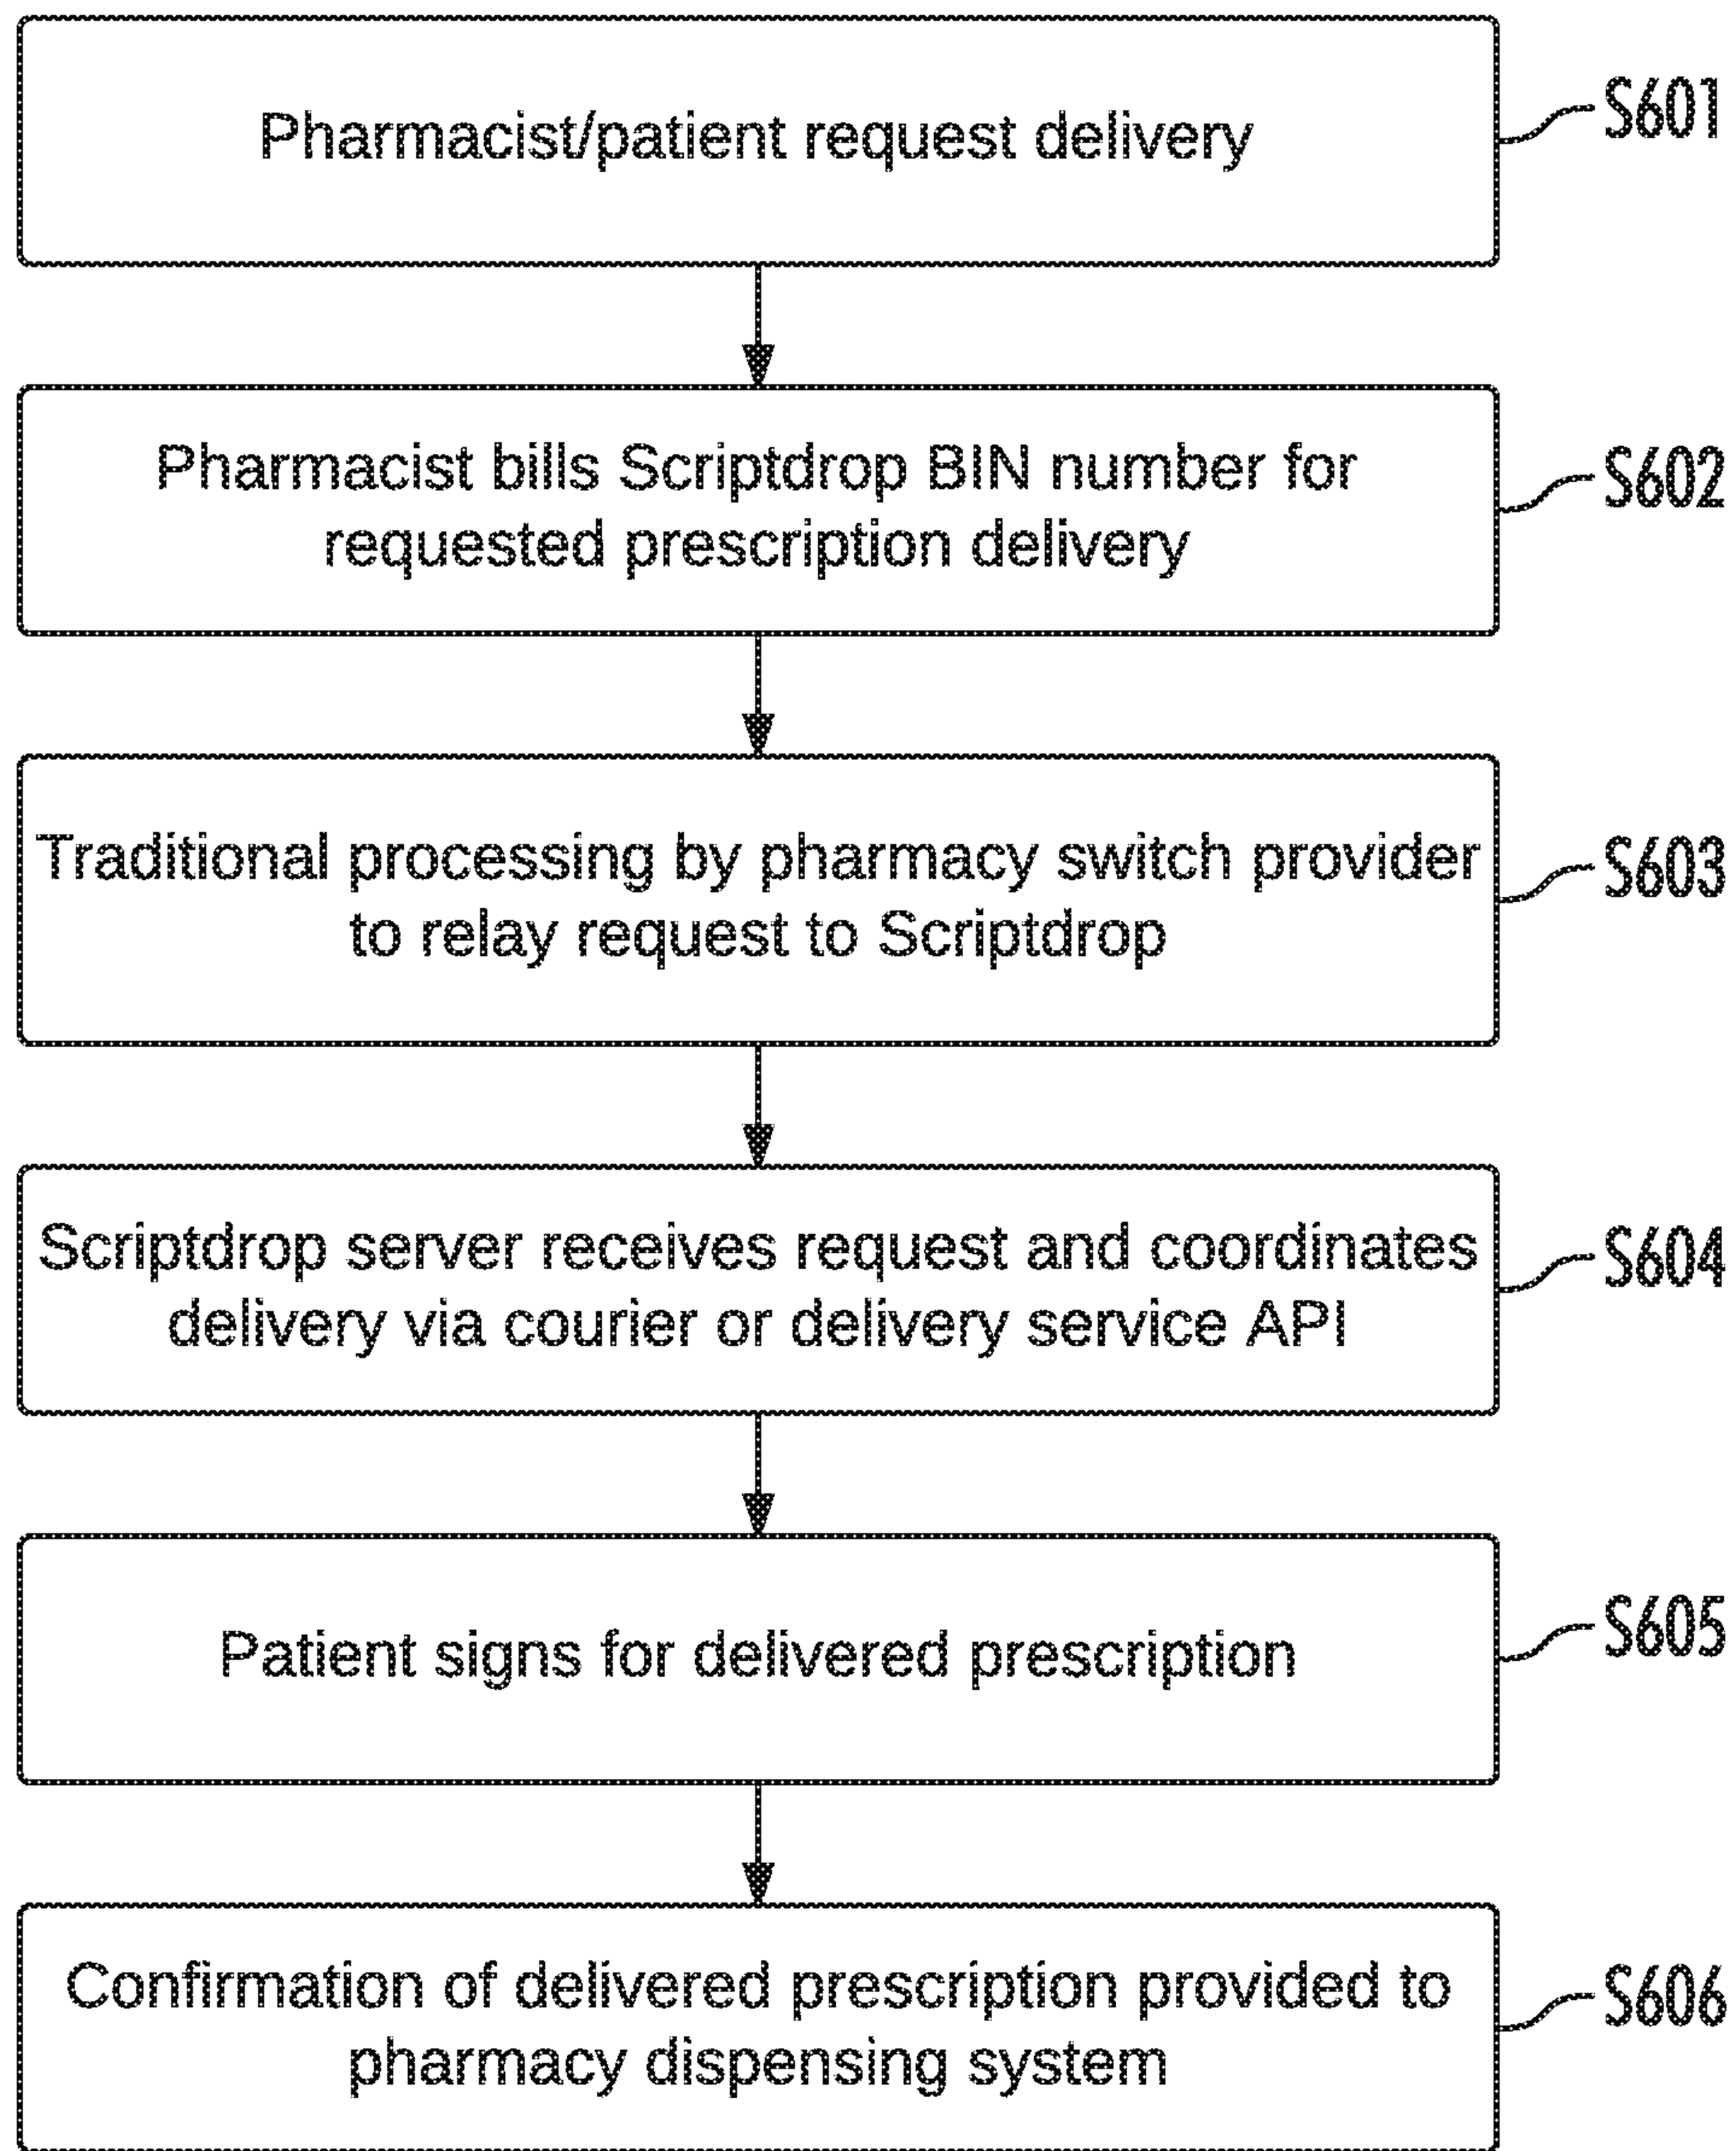 Pharmacist/patient request delivery
S601
Pharmacist bills Scriptdrop BIN number for
requested prescription delivery
S602
Traditional processing by pharmacy switch provider
to relay request to Scriptdrop
S603
Scriptdrop server receives request and coordinates
delivery via courier or delivery service API
S604
Patient signs for delivered prescription
S605
Confirmation of delivered prescription provided to
pharmacy dispensing system
S606